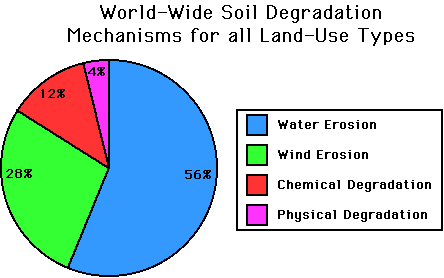 World-Wide Soil Degradation
Mechanisms for all Land-Use Types
4%
12%
28%
56%
Water Erosion
Wind Erosion
Chemical Degradation
Physical Degradation